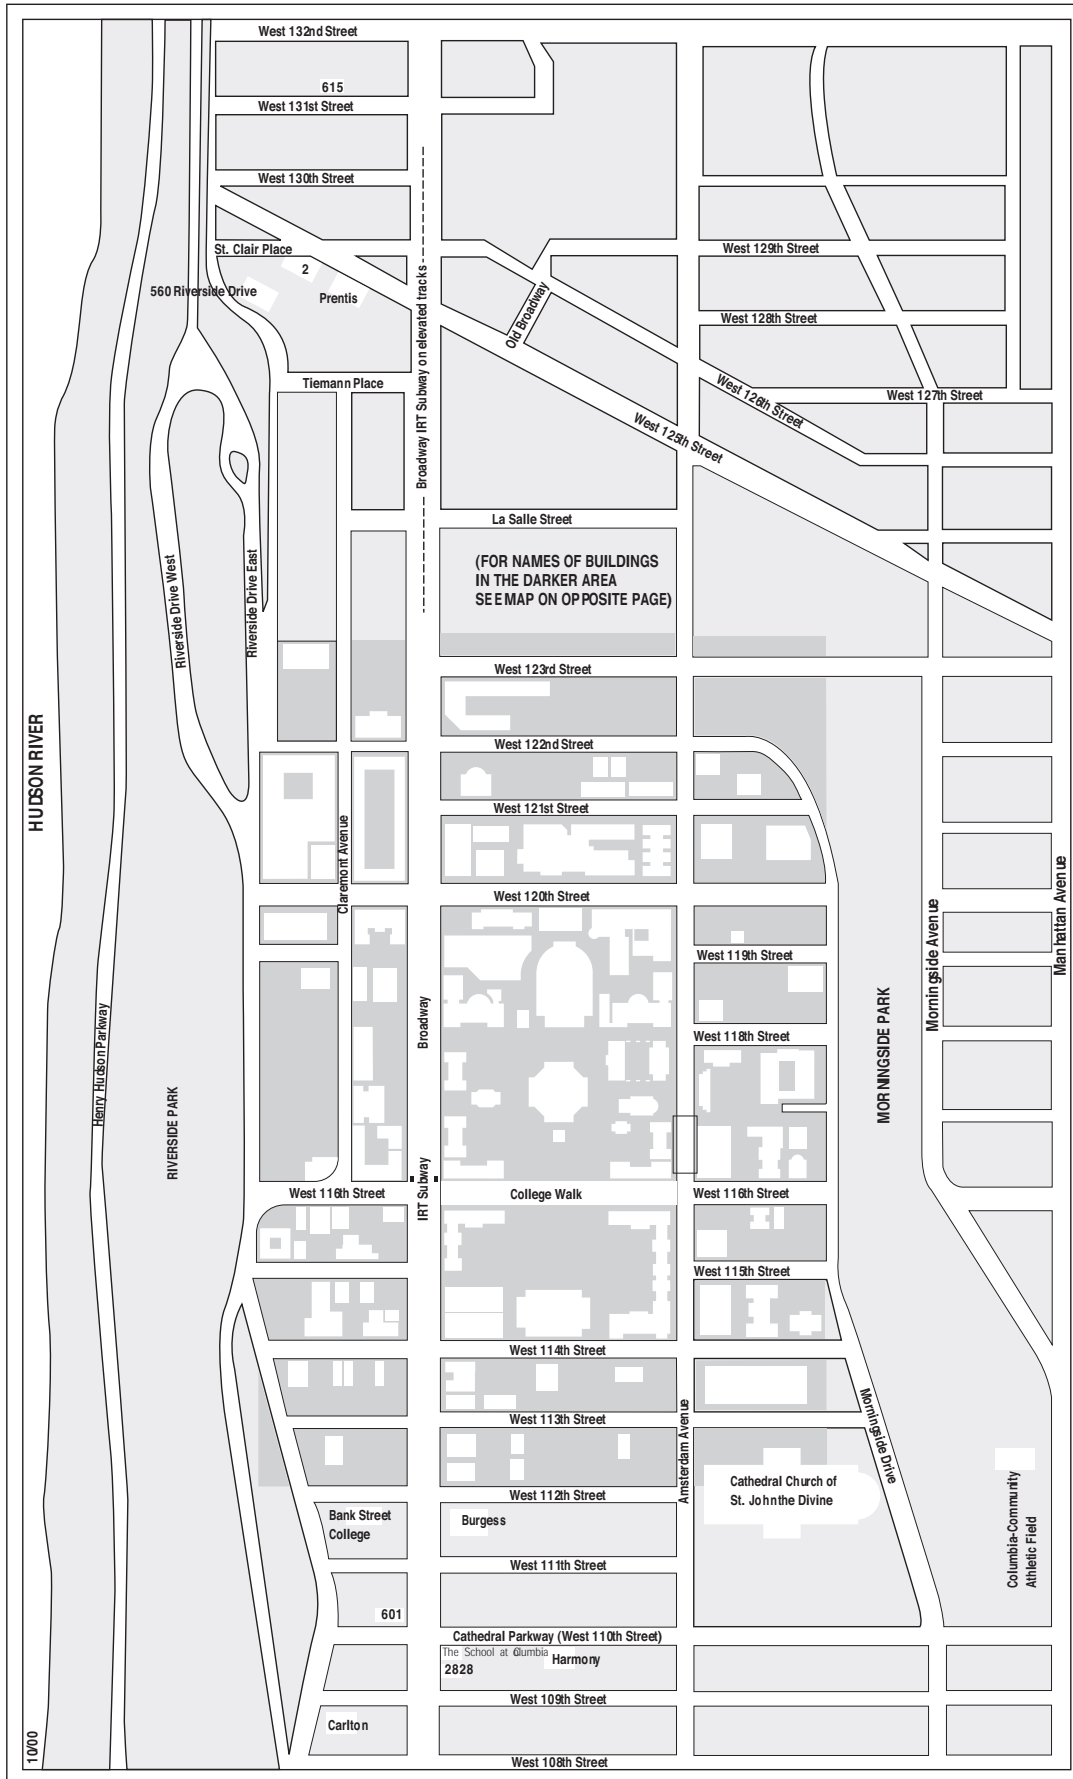 West 132nd Street
615
West 131st Street
West 130th Street
St. Clair Place
West 129th Street
2
560 Riverside Drive
Prentis
Old Broadway
West 128th Street
Broadway IRT Subway on elevated tracks
Tiemann Place
West 126th Street
West 127th Street
West 125th Street
La Salle Street
(FOR NAMES OF BUILDINGS
IN THE DARKER AREA
SEE MAP ON OPPOSITE PAGE)
Riverside Drive West
Riverside Drive East
West 123rd Street
HUDSON RIVER
West 122nd Street
West 121st Street
Claremont Avenue
West 120th Street
Morningside Avenue
Manhattan Avenue
West 119th Street
Henry Hudson Parkway
Broadway
West 118th Street
MORNINGSIDE PARK
RIVERSIDE PARK
IRT Subway
West 116th Street
College Walk
West 116th Street
West 115th Street
West 114th Street
West 113th Street
Amsterdam Avenue
Morningside Drive
Cathedral Church of
St. John the Divine
West 112th Street
Bank Street
College
Burgess
Columbia-Community
Athletic Field
West 111th Street
601
Cathedral Parkway (West 110th Street)
The School at Columbia
Harmony
2828
West 109th Street
Carlton
10/00
West 108th Street